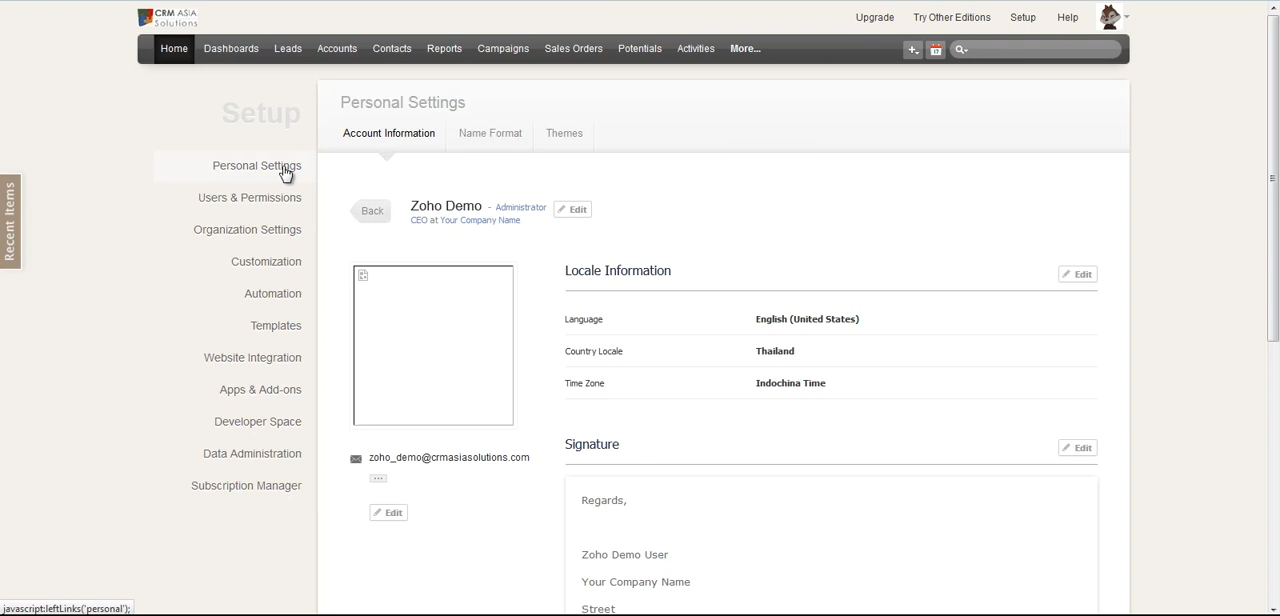 CRM ASIA
Solutions
Upgrade Try Other Editions Setup Help
Home Dashboards Leads Accounts Contacts Reports Campaigns Sales Orders Potentials Activities More...
Setup
Personal Settings
Users & Permissions
Organization Settings
Customization
Automation
Templates
Website Integration
Apps & Add-ons
Developer Space
Data Administration
Subscription Manager
Recent Items
Personal Settings
Account Information Name Format Themes
Back
Zoho Demo - Administrator Edit
CEO at Your Company Name
zoho_demo@crmasiasolutions.com
...
Edit
Locale Information Edit
Language English (United States)
Country Locale Thailand
Time Zone Indochina Time
Signature Edit
Regards,
Zoho Demo User
Your Company Name
Street
javascript:leftLinks('personal');